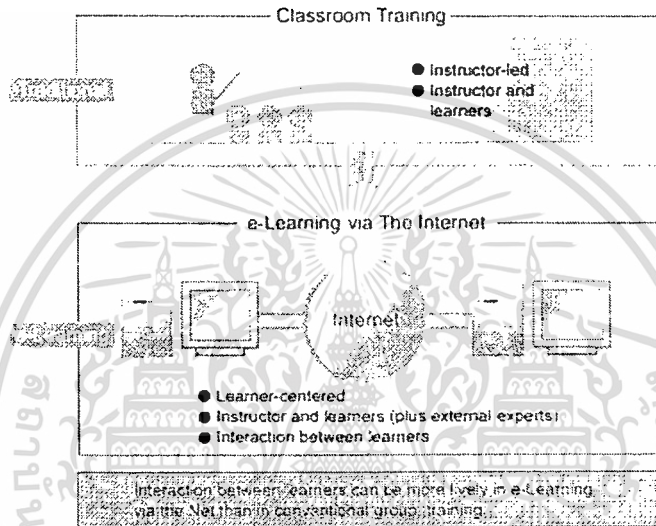 Classroom Training
● Instructor-led
● Instructor and
learners
e-Learning via The Internet
Internet
● Learner-centered
● Instructor and learners (plus external experts)
● Interaction between learners
Interaction between learners can be more lively in e-Learning
via the Net than in conventional group training.